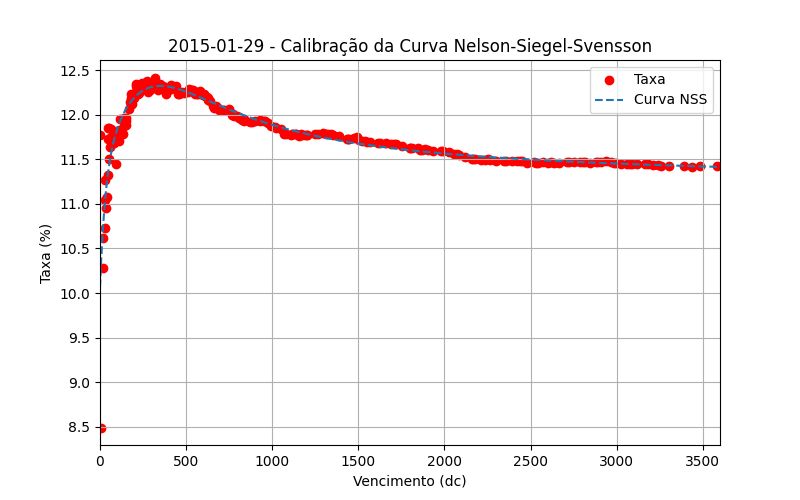 2015-01-29 - Calibração da Curva Nelson-Siegel-Svensson
Taxa
Curva NSS
Taxa (%)
12.5
12.0
11.5
11.0
10.5
10.0
9.5
9.0
8.5
0 500 1000 1500 2000 2500 3000 3500
Vencimento (dc)